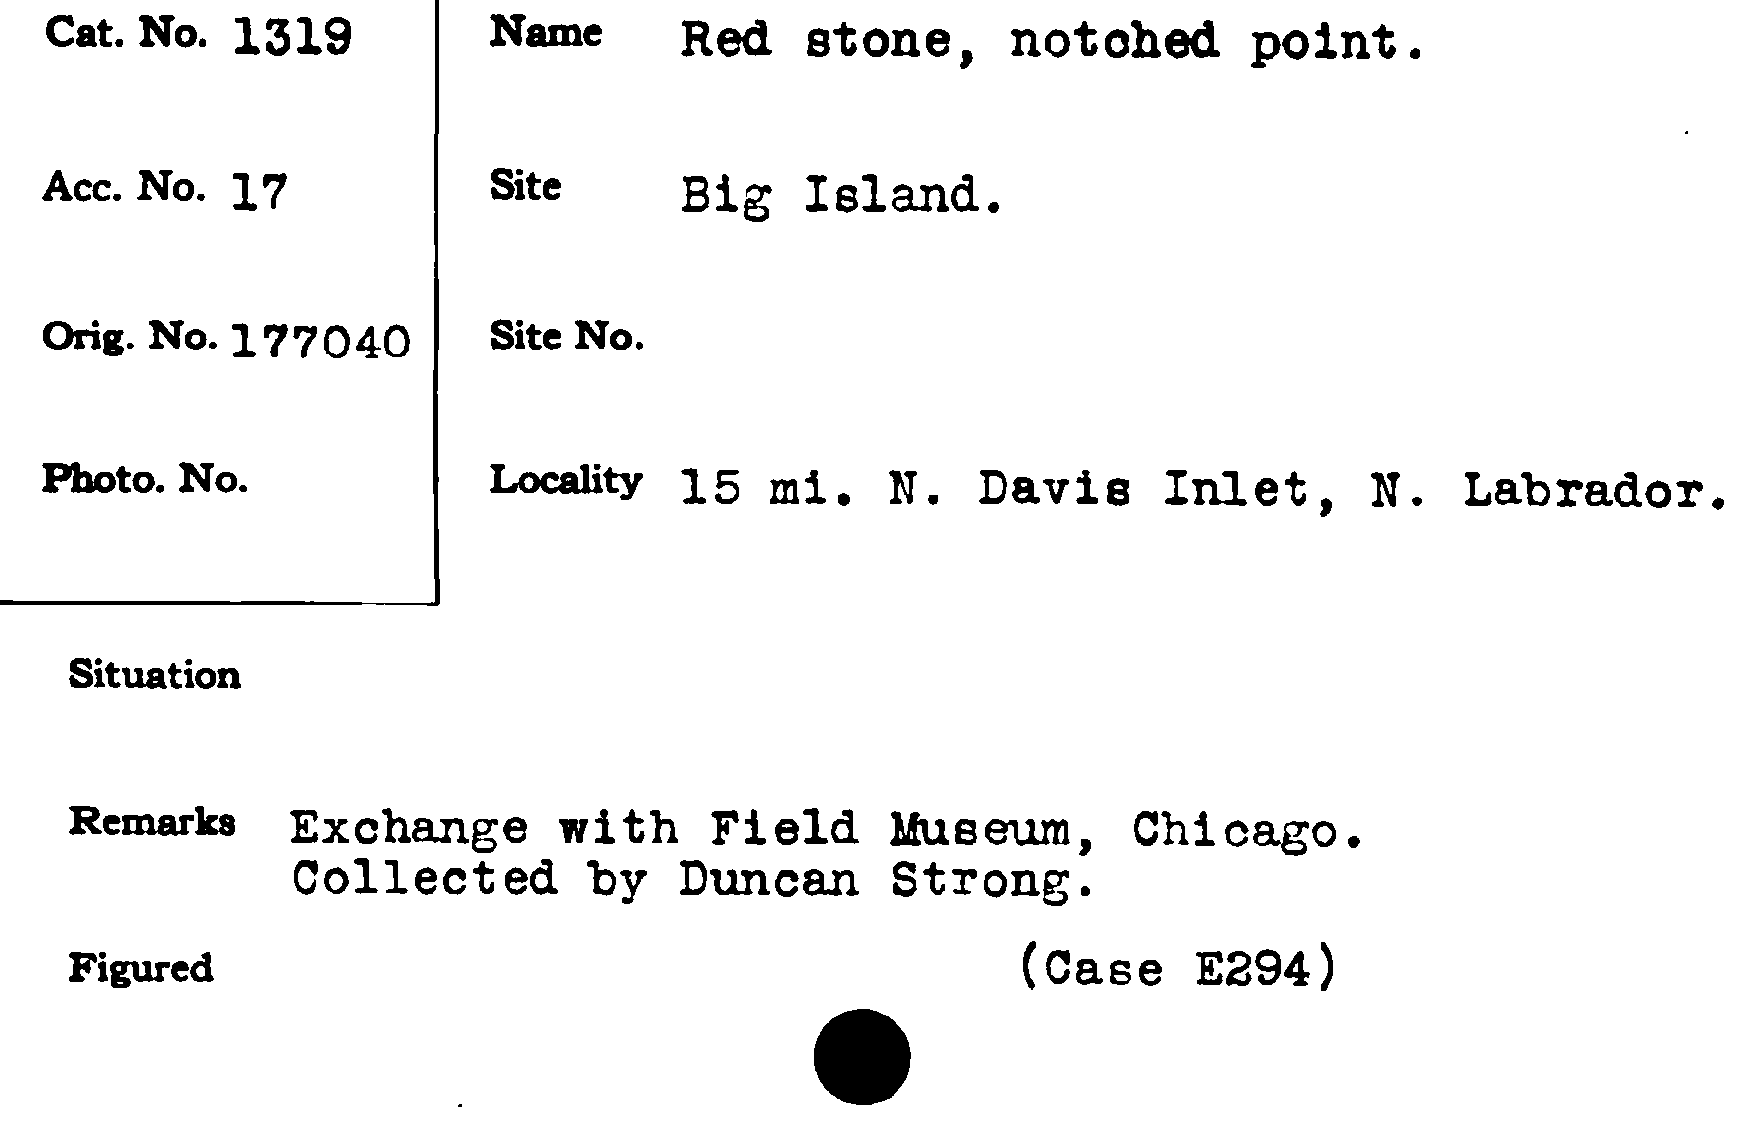 Cat. No. 1319
Name Red stone, notched point.
Acc. No. 17
Site Big Island.
Orig. No. 177040
Site No.
Photo. No.
Locality 15 mi. N. Davis Inlet, N. Labrador.
Situation
Remarks Exchange with Field Museum, Chicago.
Collected by Duncan Strong.
Figured
(Case E294)